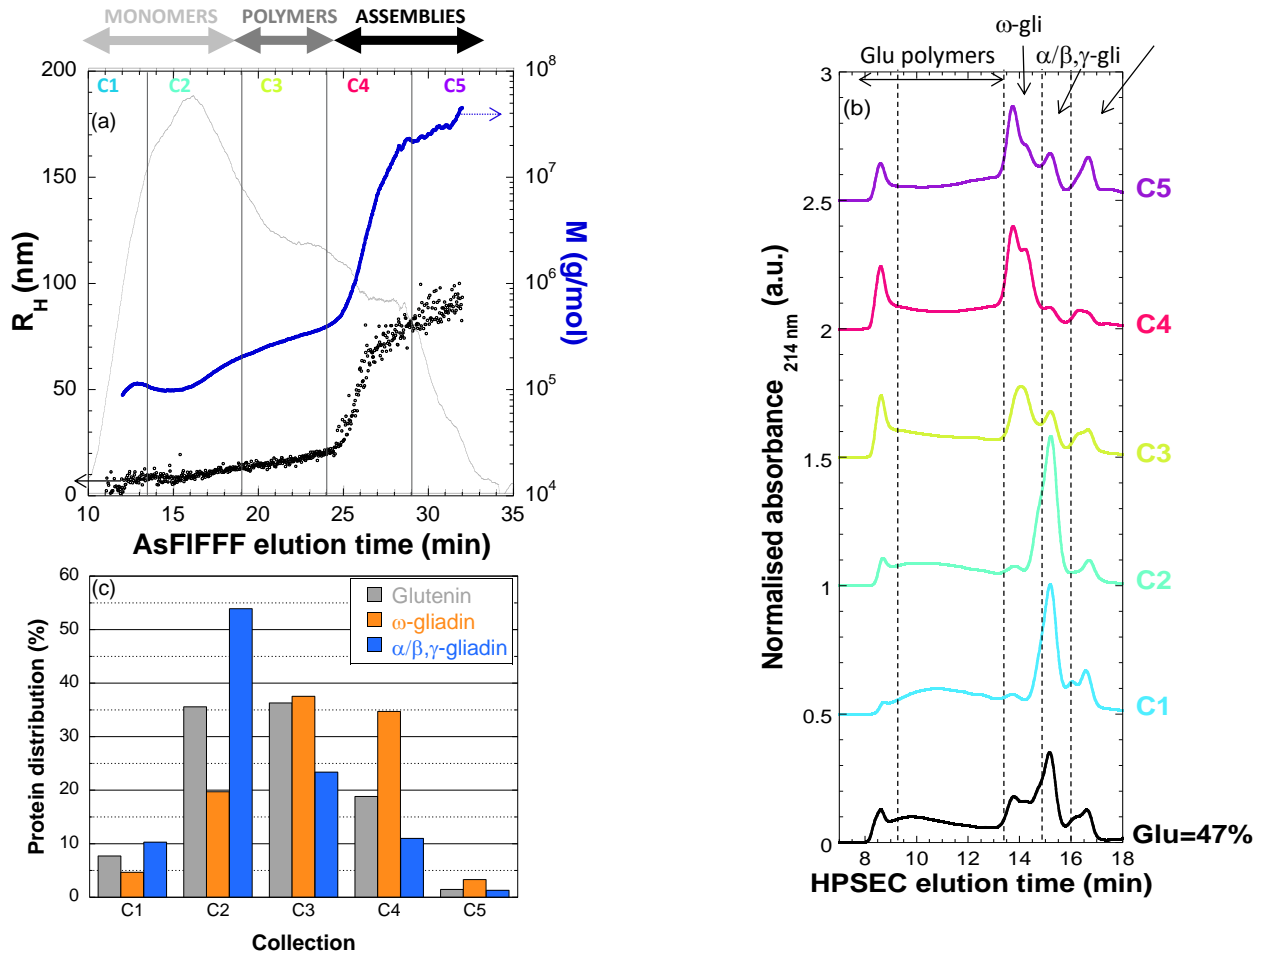 MONOMERS POLYMERS ASSEMBLIES
200
150
100
50
0
R_H (nm)
C1 C2 C3 C4 C5
(a)
10^8
10^7
10^6
10^5
10^4
M (g/mol)
10 15 20 25 30 35
AsFlFFF elution time (min)
ω-gli
Glu polymers α/β,γ-gli
(b)
3
2.5
2
1.5
1
0.5
0
Normalised absorbance 214 nm (a.u.)
C5
C4
C3
C2
C1
Glu=47%
8 10 12 14 16 18
HPSEC elution time (min)
(c)
60
50
40
30
20
10
0
Protein distribution (%)
Glutenin
ω-gliadin
α/β,γ-gliadin
C1 C2 C3 C4 C5
Collection